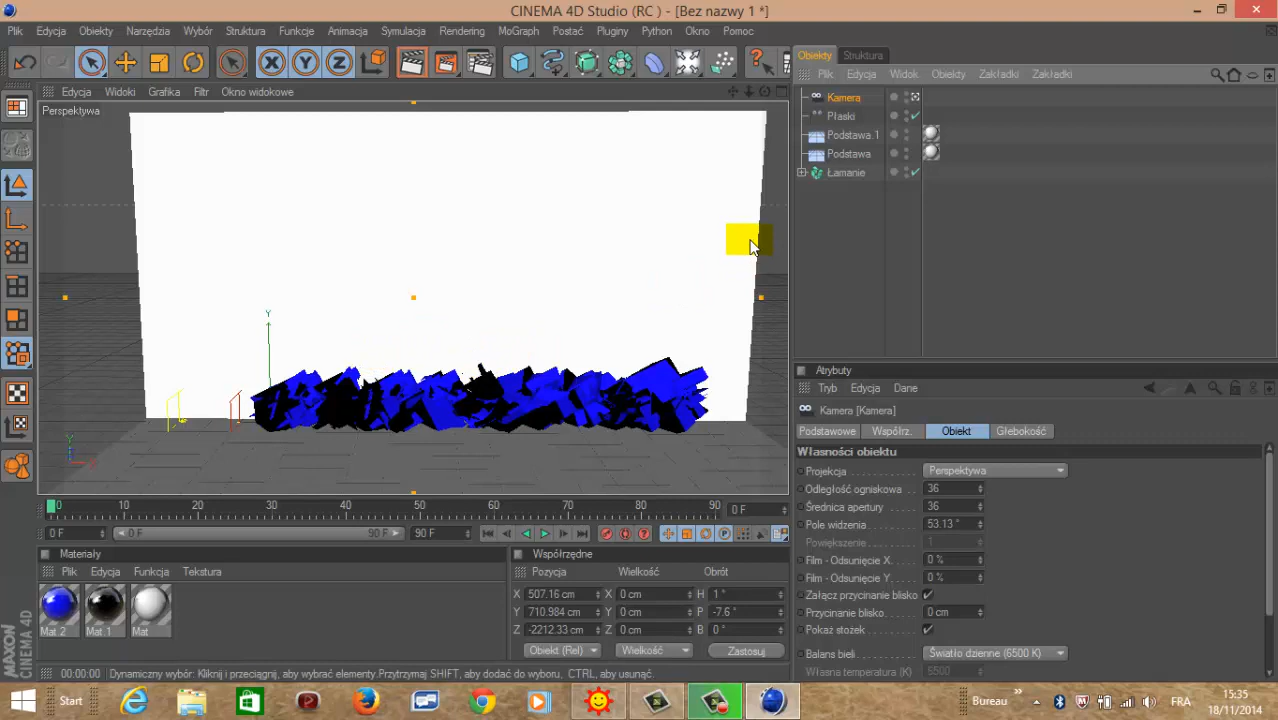 CINEMA 4D Studio (RC ) - [Bez nazwy 1 *]
Plik Edycja Obiekty Narzędzia Wybór Struktura Funkcje Animacja Symulacja Rendering MoGraph Postać Pluginy Python Okno Pomoc
Obiekty Struktura
Plik Edycja Widok Obiekty Zakładki Zakładki
Edycja Widoki Grafika Filtr Okno widokowe
Perspektywa
Kamera
Płaski
Podstawa.1
Podstawa
Łamanie
Y
Y
Atrybuty
Tryb Edycja Dane
Kamera [Kamera]
Podstawowe Współrz. Obiekt Głębokość
Własności obiektu
Projekcja Perspektywa
Odległość ogniskowa 36
Średnica apertury 36
Pole widzenia 53.13 °
Powiększenie 1
Film - Odsunięcie X. 0 %
Film - Odsunięcie Y. 0 %
Załącz przycinanie blisko
Przycinanie blisko 0 cm
Pokaż stożek
Balans bieli Światło dzienne (6500 K)
Własna temperatura (K) 6500
0 10 20 30 40 50 60 70 80 90 0 F
0 F 0 F 90 F 90 F
Materiały
Plik Edycja Funkcja Tekstura
Mat 2 Mat 1 Mat
Współrzędne
Pozycja Wielkość Obrót
X 507.16 cm X 0 cm H 1 °
Y 710.984 cm Y 0 cm P -7.6 °
Z -2212.33 cm Z 0 cm B 0 °
Obiekt (Rel) Wielkość Zastosuj
MAXON CINEMA 4D
00:00:00 Dynamiczny wybór: Kliknij i przeciągnij, aby wybrać elementy.Przytrzymaj SHIFT, aby dodać do wyboru, CTRL, aby usunąć.
Start
Bureau
FRA
15:35
18/11/2014